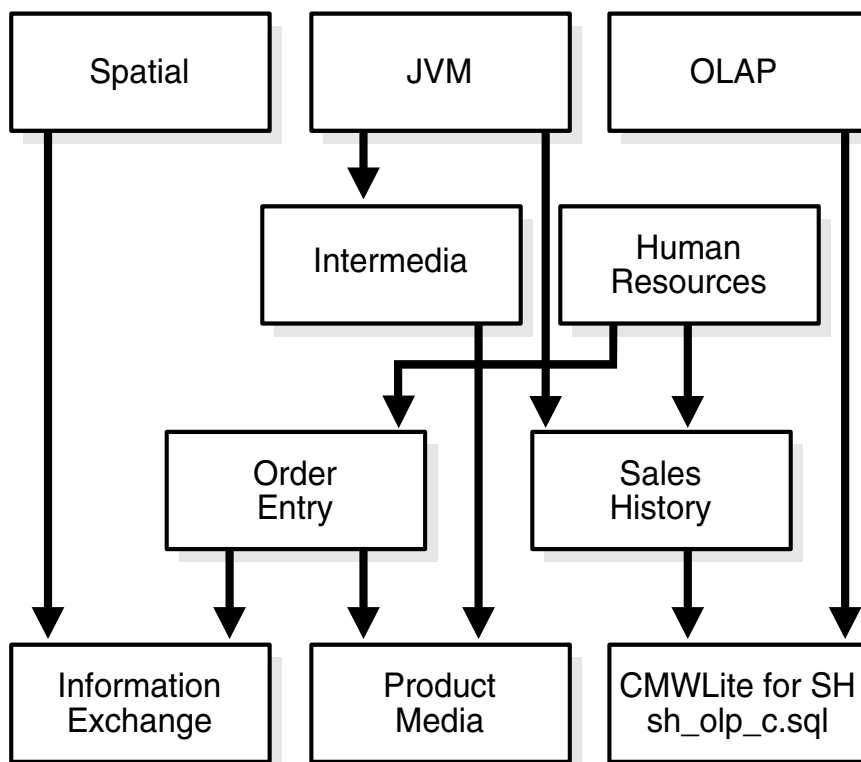 Spatial
JVM
OLAP
Intermedia
Human
Resources
Order
Entry
Sales
History
Information
Exchange
Product
Media
CMWLite for SH
sh_olp_c.sql